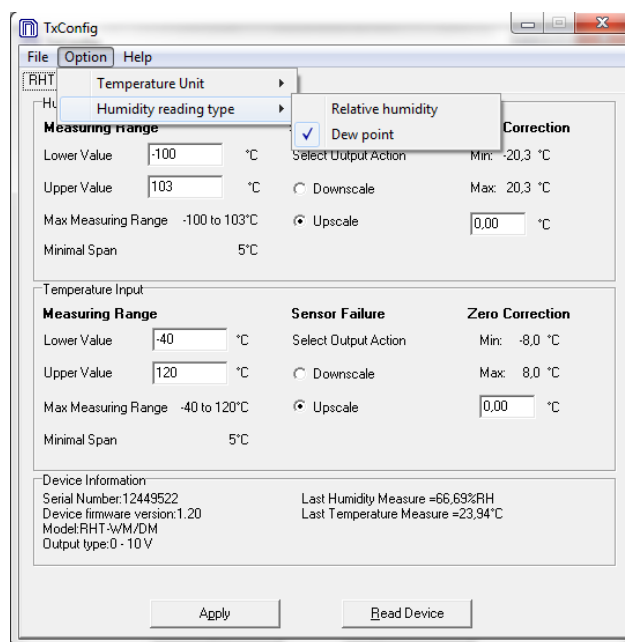 TxConfig
File Option Help
RHT
Temperature Unit
Humidity reading type
Relative humidity
Dew point
Hu
Measuring Range
Correction
Lower Value -100 °C Select Output Action Min: -20,3 °C
Upper Value 103 °C Downscale Max: 20,3 °C
Max Measuring Range -100 to 103°C Upscale 0,00 °C
Minimal Span 5°C
Temperature Input
Measuring Range Sensor Failure Zero Correction
Lower Value -40 °C Select Output Action Min: -8,0 °C
Upper Value 120 °C Downscale Max: 8,0 °C
Max Measuring Range -40 to 120°C Upscale 0,00 °C
Minimal Span 5°C
Device Information
Serial Number:12449522 Last Humidity Measure =66,69%RH
Device firmware version:1.20 Last Temperature Measure =23,94°C
Model:RHT-WM/DM
Output type:0 - 10 V
Apply Read Device